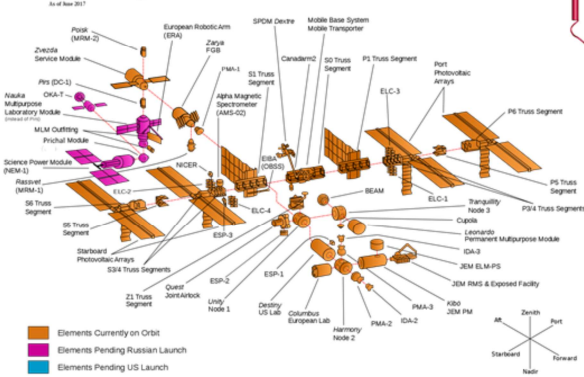 As of June 2017
Poisk
(MRM-2)
Zvezda
Service Module
Pirs (DC-1)
OKA-T
Nauka
Multipurpose
Laboratory Module
(instead of Pirs)
MLM Outfitting
Prichal Module
Science Power Module
(NEM-1)
Rassvet
(MRM-1)
S6 Truss
Segment
S5 Truss
Segment
Starboard
Photovoltaic Arrays
S3/4 Truss Segments
European Robotic Arm
(ERA)
Zarya
FGB
PMA-1
Alpha Magnetic
Spectrometer
(AMS-02)
S1 Truss
Segment
SPDM Dextre
Mobile Base System
Mobile Transporter
Canadarm2
S0 Truss
Segment
P1 Truss Segment
ELC-3
Port
Photovoltaic
Arrays
P6 Truss Segment
P5 Truss
Segment
P3/4 Truss Segments
ELC-1
NICER
EIBA
(OBSS)
ELC-2
ESP-3
ELC-4
BEAM
Tranquility
Node 3
Cupola
Leonardo
Permanent Multipurpose Module
IDA-3
JEM ELM-PS
JEM RMS & Exposed Facility
Kibo
JEM PM
PMA-3
IDA-2
PMA-2
Harmony
Node 2
Columbus
European Lab
Destiny
US Lab
ESP-1
Unity
Node 1
ESP-2
Quest
Joint Airlock
Z1 Truss
Segment
Elements Currently on Orbit
Elements Pending Russian Launch
Elements Pending US Launch
Zenith
Aft
Port
Starboard
Forward
Nadir